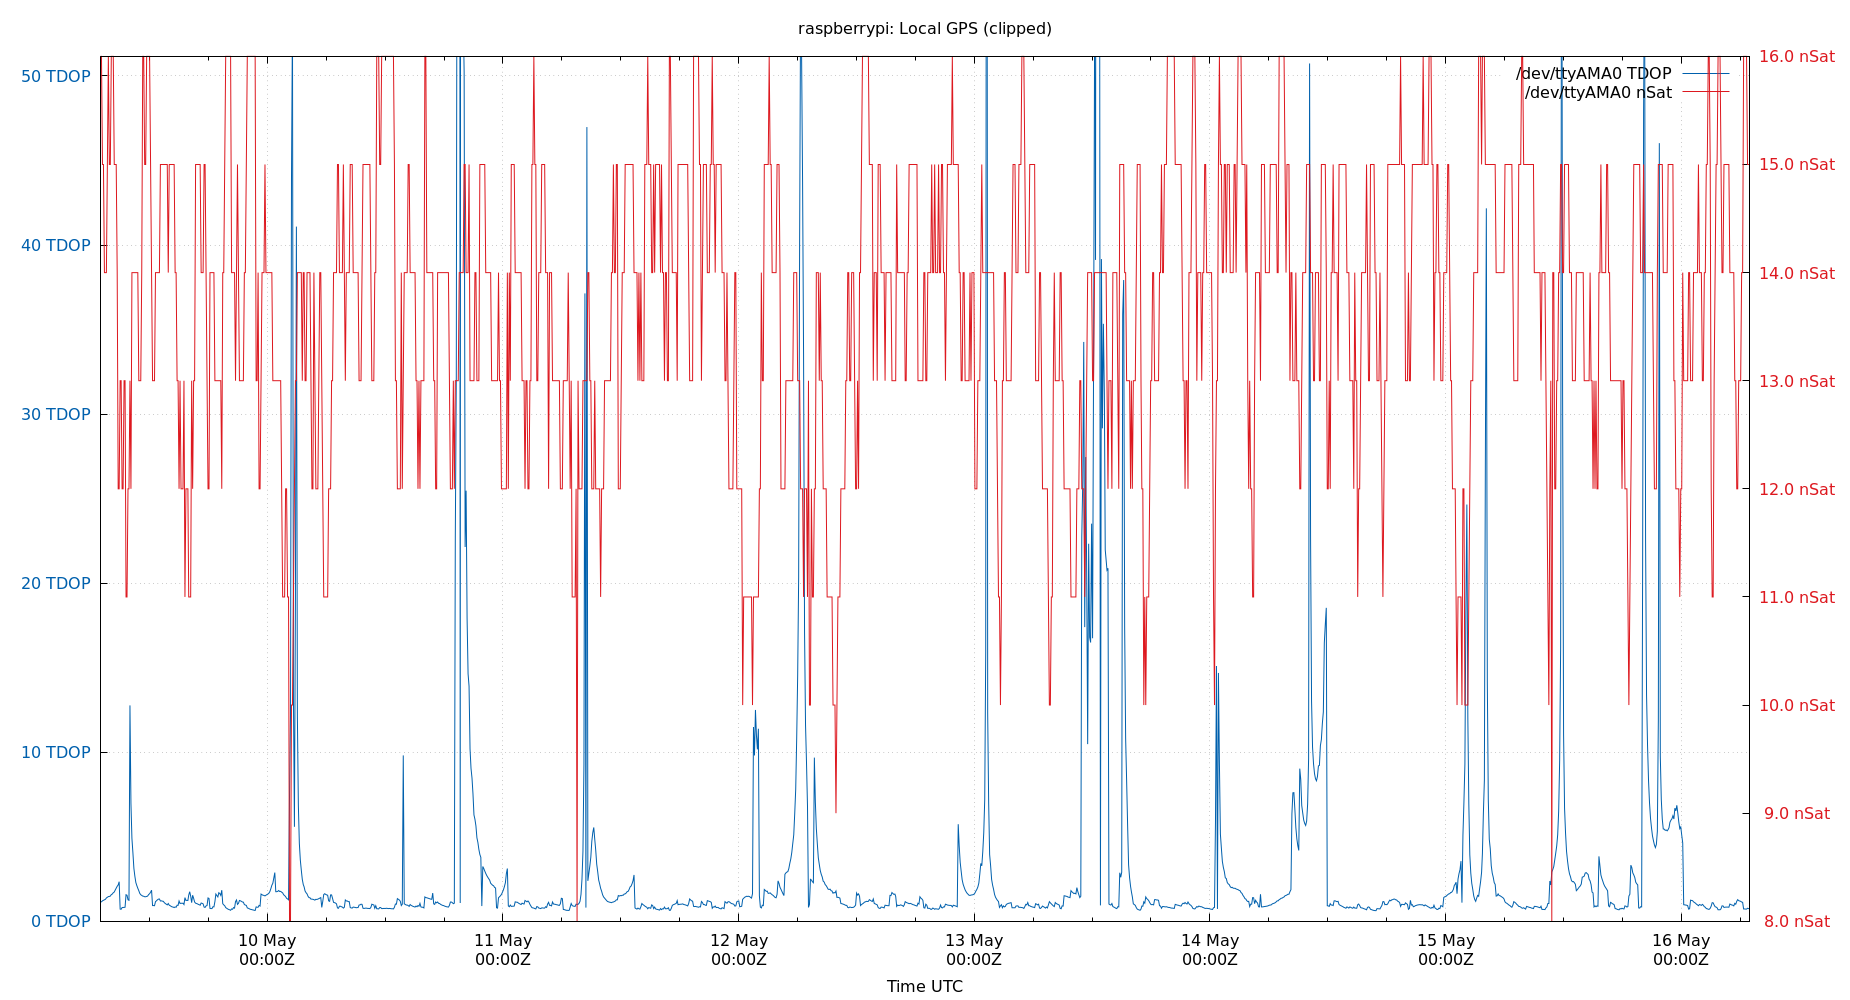 raspberrypi: Local GPS (clipped)
50 TDOP
40 TDOP
30 TDOP
20 TDOP
10 TDOP
0 TDOP
/dev/ttyAMA0 TDOP
/dev/ttyAMA0 nSat
16.0 nSat
15.0 nSat
14.0 nSat
13.0 nSat
12.0 nSat
11.0 nSat
10.0 nSat
9.0 nSat
8.0 nSat
10 May
00:00Z
11 May
00:00Z
12 May
00:00Z
13 May
00:00Z
14 May
00:00Z
15 May
00:00Z
16 May
00:00Z
Time UTC